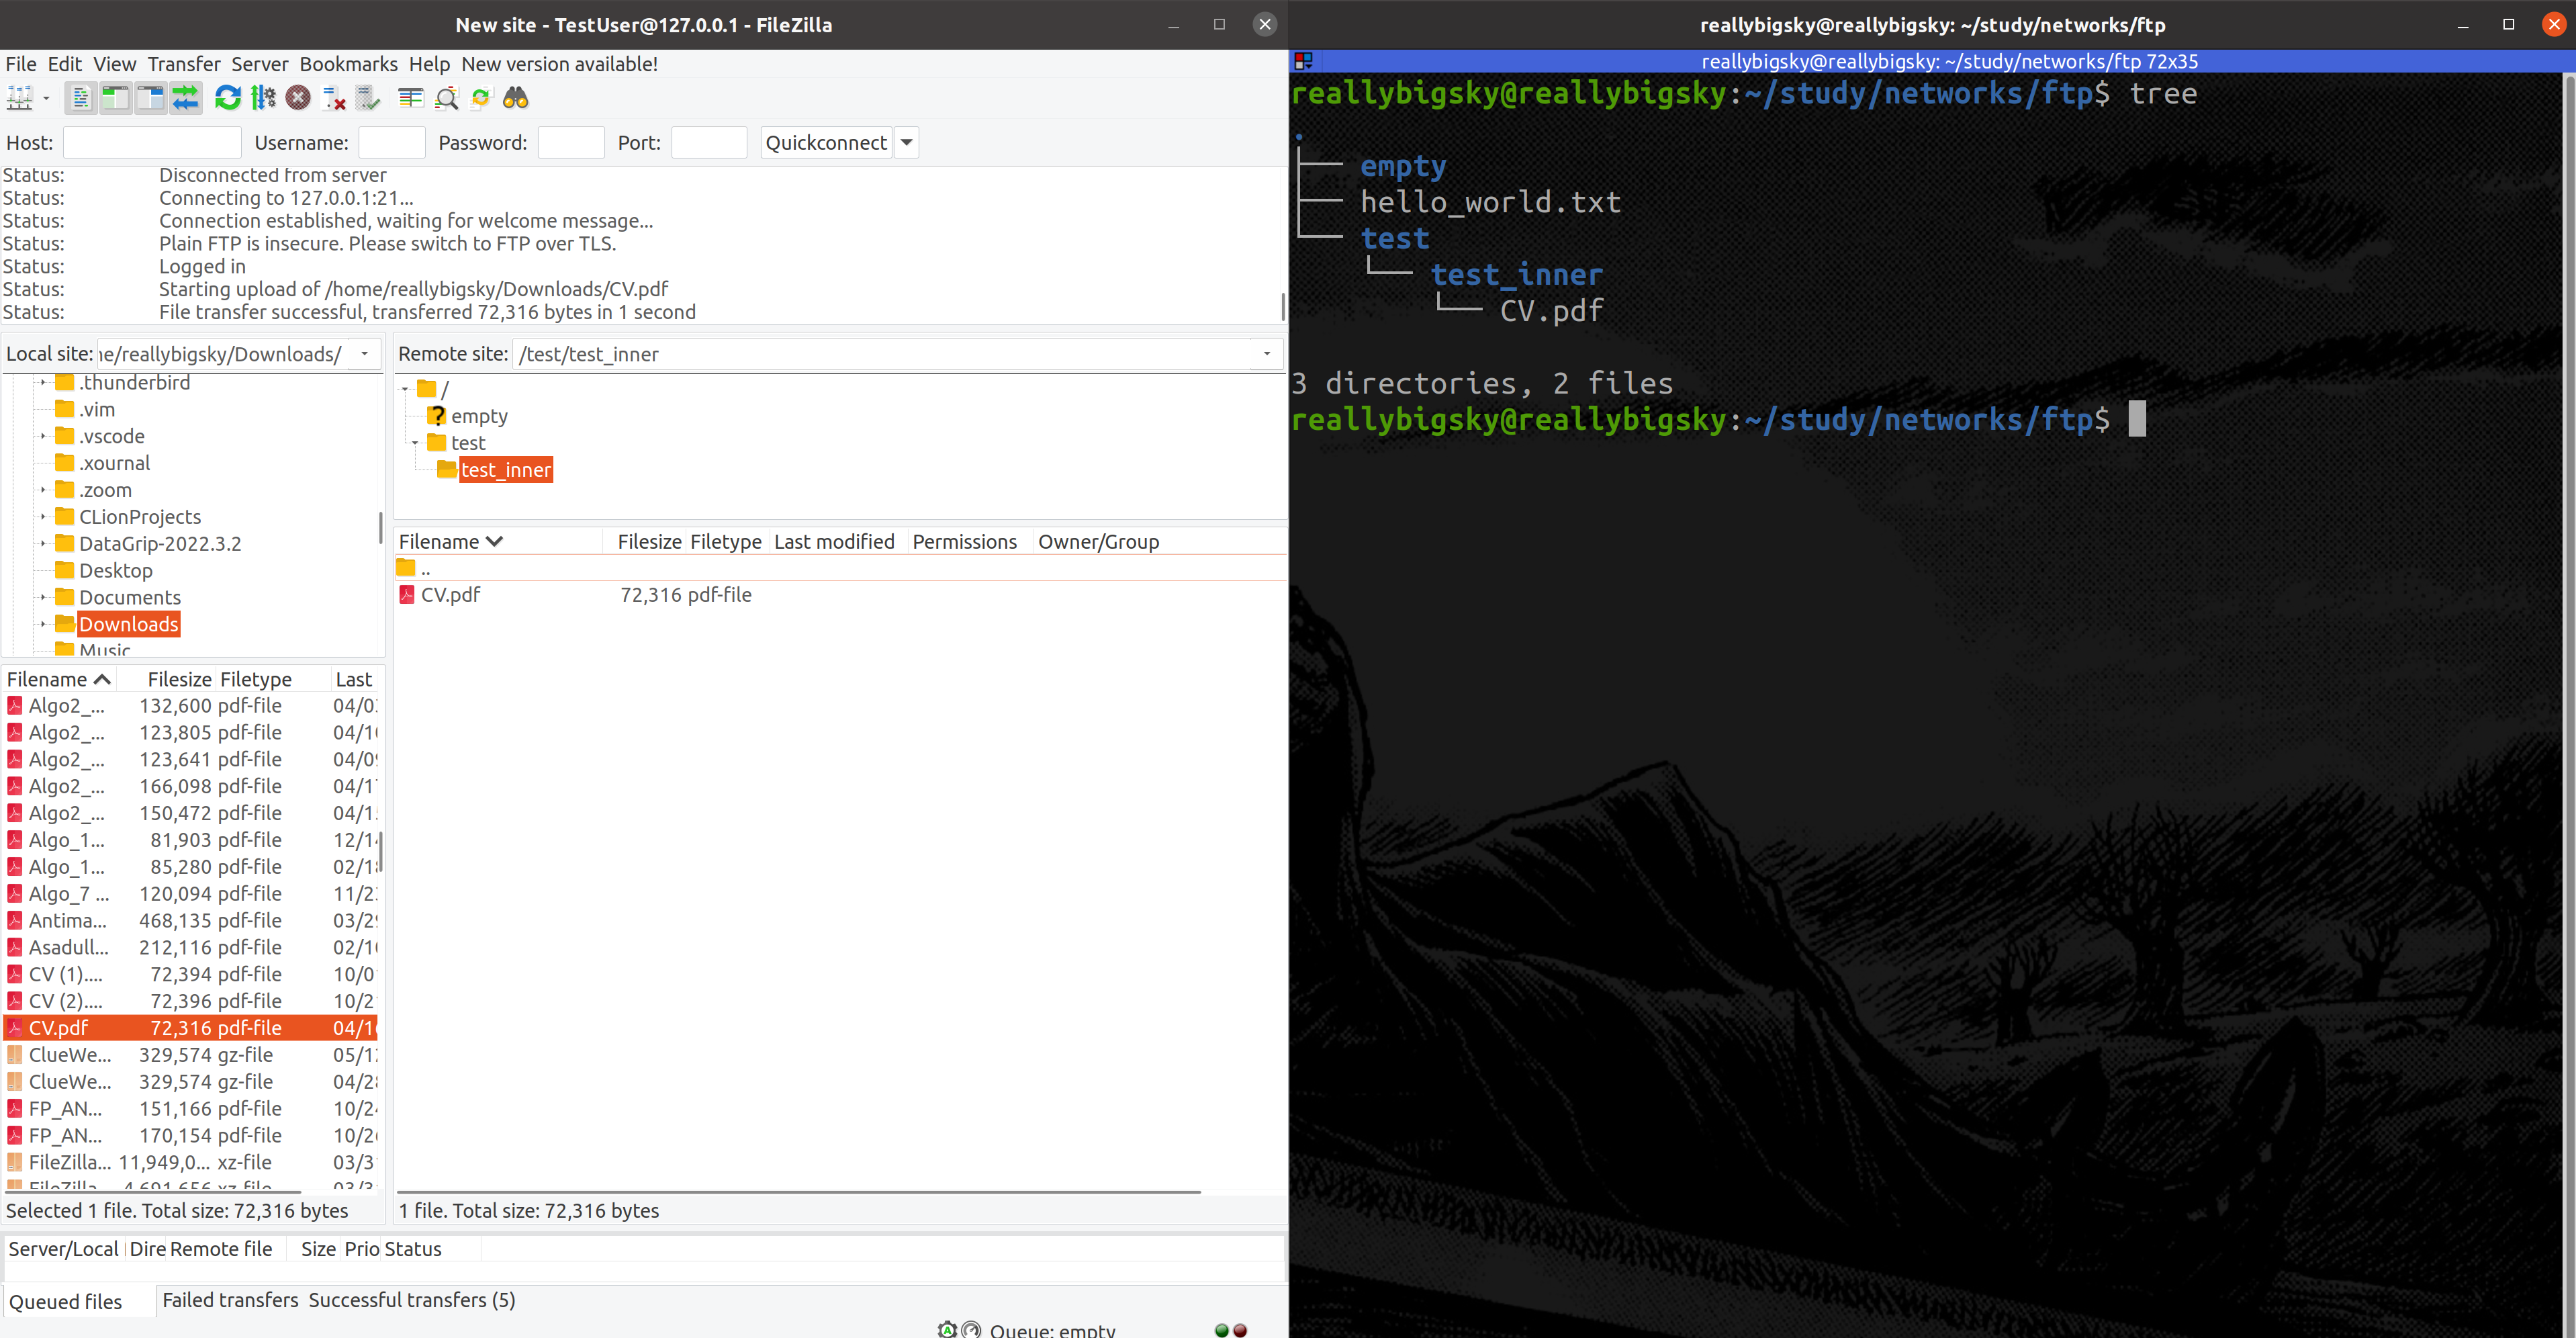 New site - TestUser@127.0.0.1 - FileZilla
File Edit View Transfer Server Bookmarks Help New version available!
Host: Username: Password: Port: Quickconnect
Status: Disconnected from server
Status: Connecting to 127.0.0.1:21...
Status: Connection established, waiting for welcome message...
Status: Plain FTP is insecure. Please switch to FTP over TLS.
Status: Logged in
Status: Starting upload of /home/reallybigsky/Downloads/CV.pdf
Status: File transfer successful, transferred 72,316 bytes in 1 second
Local site: /reallybigsky/Downloads/
.thunderbird
.vim
.vscode
.xournal
.zoom
CLionProjects
DataGrip-2022.3.2
Desktop
Documents
Downloads
Music
Filename Filesize Filetype Last
Algo2_... 132,600 pdf-file 04/0
Algo2_... 123,805 pdf-file 04/1
Algo2_... 123,641 pdf-file 04/0
Algo2_... 166,098 pdf-file 04/1
Algo2_... 150,472 pdf-file 04/1
Algo_1... 81,903 pdf-file 12/1
Algo_1... 85,280 pdf-file 02/1
Algo_7 ... 120,094 pdf-file 11/2
Antima... 468,135 pdf-file 03/2
Asadull... 212,116 pdf-file 02/1
CV (1).... 72,394 pdf-file 10/0
CV (2).... 72,396 pdf-file 10/2
CV.pdf 72,316 pdf-file 04/1
ClueWe... 329,574 gz-file 05/1
ClueWe... 329,574 gz-file 04/2
FP_AN... 151,166 pdf-file 10/2
FP_AN... 170,154 pdf-file 10/2
FileZilla... 11,949,0... xz-file 03/3
FileZilla 4,691,656 xz-file 03/3
Selected 1 file. Total size: 72,316 bytes
Remote site: /test/test_inner
/
empty
test
test_inner
Filename Filesize Filetype Last modified Permissions Owner/Group
..
CV.pdf 72,316 pdf-file
1 file. Total size: 72,316 bytes
Server/Local Dire Remote file Size Prio Status
Queued files Failed transfers Successful transfers (5)
Queue: empty
reallybigsky@reallybigsky: ~/study/networks/ftp
reallybigsky@reallybigsky: ~/study/networks/ftp 72x35
reallybigsky@reallybigsky:~/study/networks/ftp$ tree
.
├── empty
├── hello_world.txt
└── test
└── test_inner
└── CV.pdf
3 directories, 2 files
reallybigsky@reallybigsky:~/study/networks/ftp$